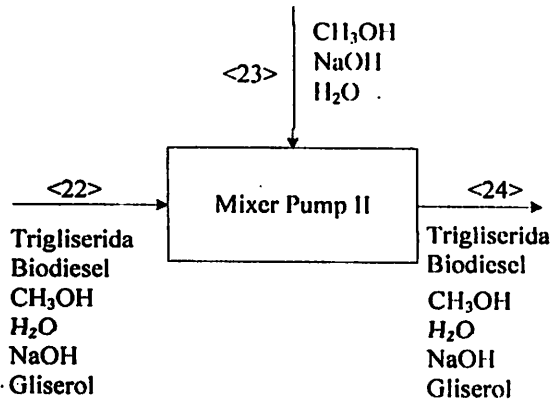 CH₃OH
NaOH
H₂O
<23>
<22>
Mixer Pump II
<24>
Trigliserida
Biodiesel
CH₃OH
H₂O
NaOH
Gliserol
Trigliserida
Biodiesel
CH₃OH
H₂O
NaOH
Gliserol